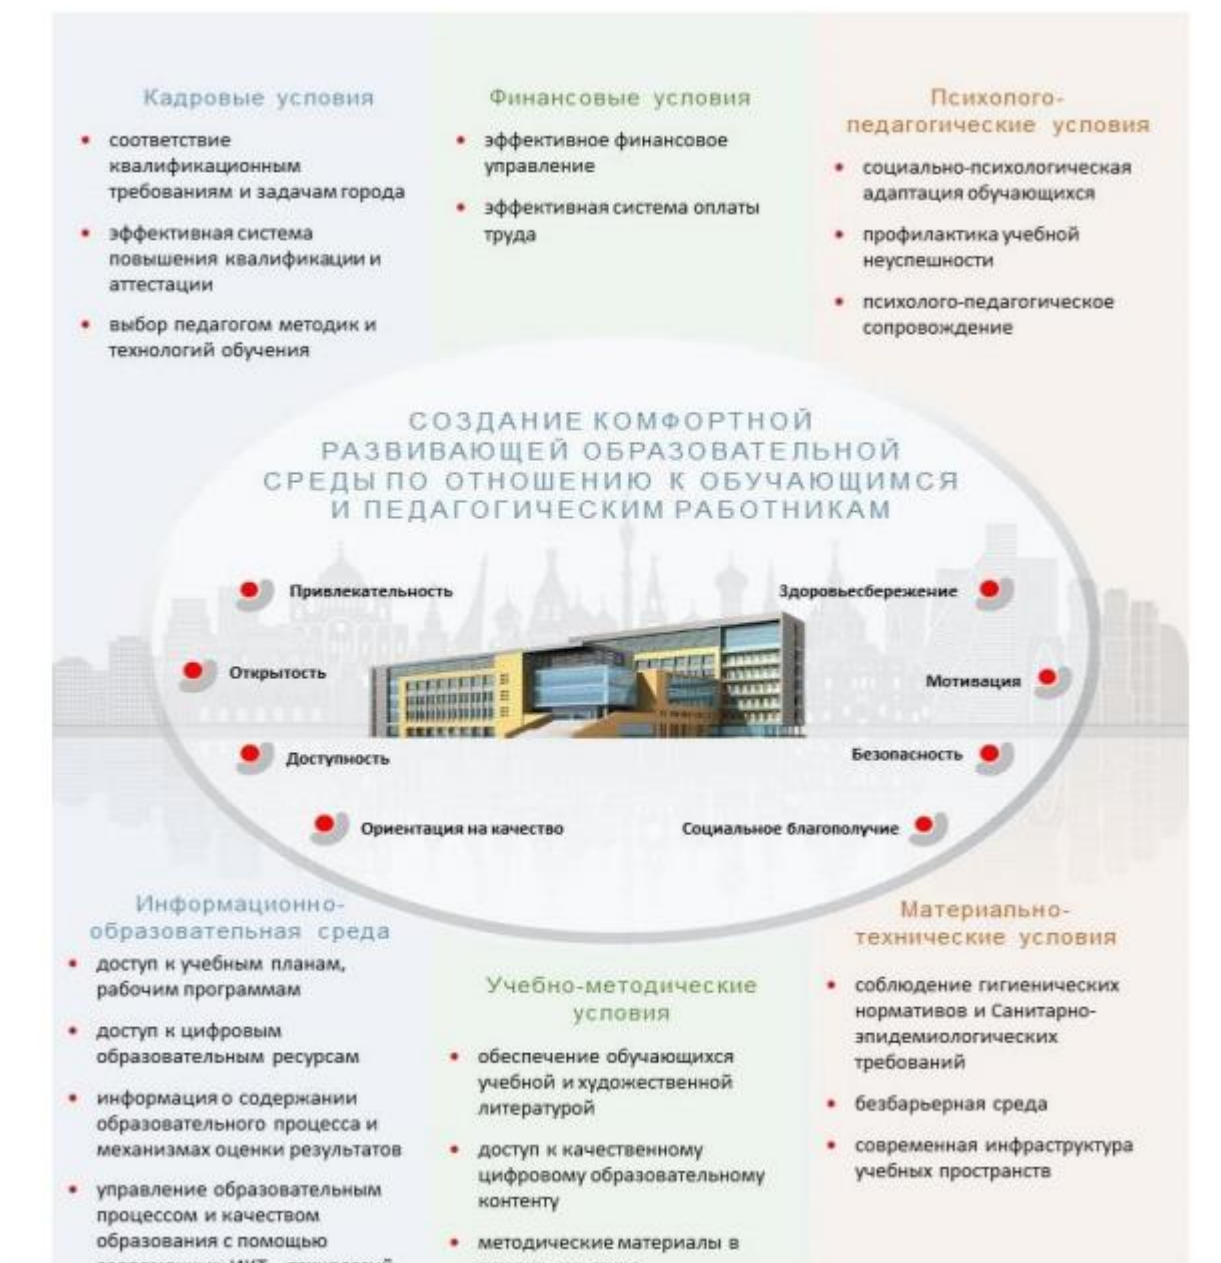 Кадровые условия
• соответствие
квалификационным
требованиям и задачам города
• эффективная система
повышения квалификации и
аттестации
• выбор педагогом методик и
технологий обучения
Финансовые условия
• эффективное финансовое
управление
• эффективная система оплаты
труда
Психолого-
педагогические условия
• социально-психологическая
адаптация обучающихся
• профилактика учебной
неуспешности
• психолого-педагогическое
сопровождение
СОЗДАНИЕ КОМФОРТНОЙ
РАЗВИВАЮЩЕЙ ОБРАЗОВАТЕЛЬНОЙ
СРЕДЫ ПО ОТНОШЕНИЮ К ОБУЧАЮЩИМСЯ
И ПЕДАГОГИЧЕСКИМ РАБОТНИКАМ
Привлекательность
Открытость
Доступность
Ориентация на качество
Здоровьесбережение
Мотивация
Безопасность
Социальное благополучие
Информационно-
образовательная среда
• доступ к учебным планам,
рабочим программам
• доступ к цифровым
образовательным ресурсам
• информация о содержании
образовательного процесса и
механизмах оценки результатов
• управление образовательным
процессом и качеством
образования с помощью
Учебно-методические
условия
• обеспечение обучающихся
учебной и художественной
литературой
• доступ к качественному
цифровому образовательному
контенту
• методические материалы в
Материально-
технические условия
• соблюдение гигиенических
нормативов и Санитарно-
эпидемиологических
требований
• безбарьерная среда
• современная инфраструктура
учебных пространств